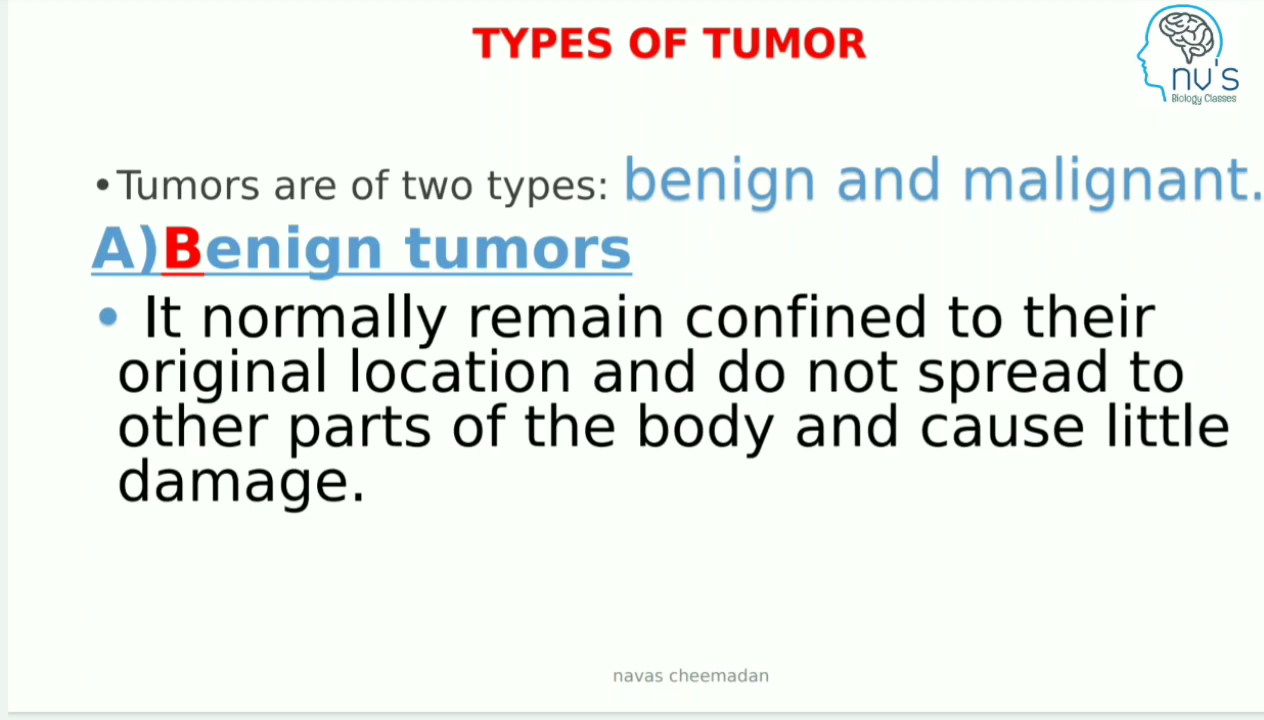 TYPES OF TUMOR
nv's
Biology Classes
•Tumors are of two types: benign and malignant.
A)Benign tumors
• It normally remain confined to their
original location and do not spread to
other parts of the body and cause little
damage.
navas cheemadan